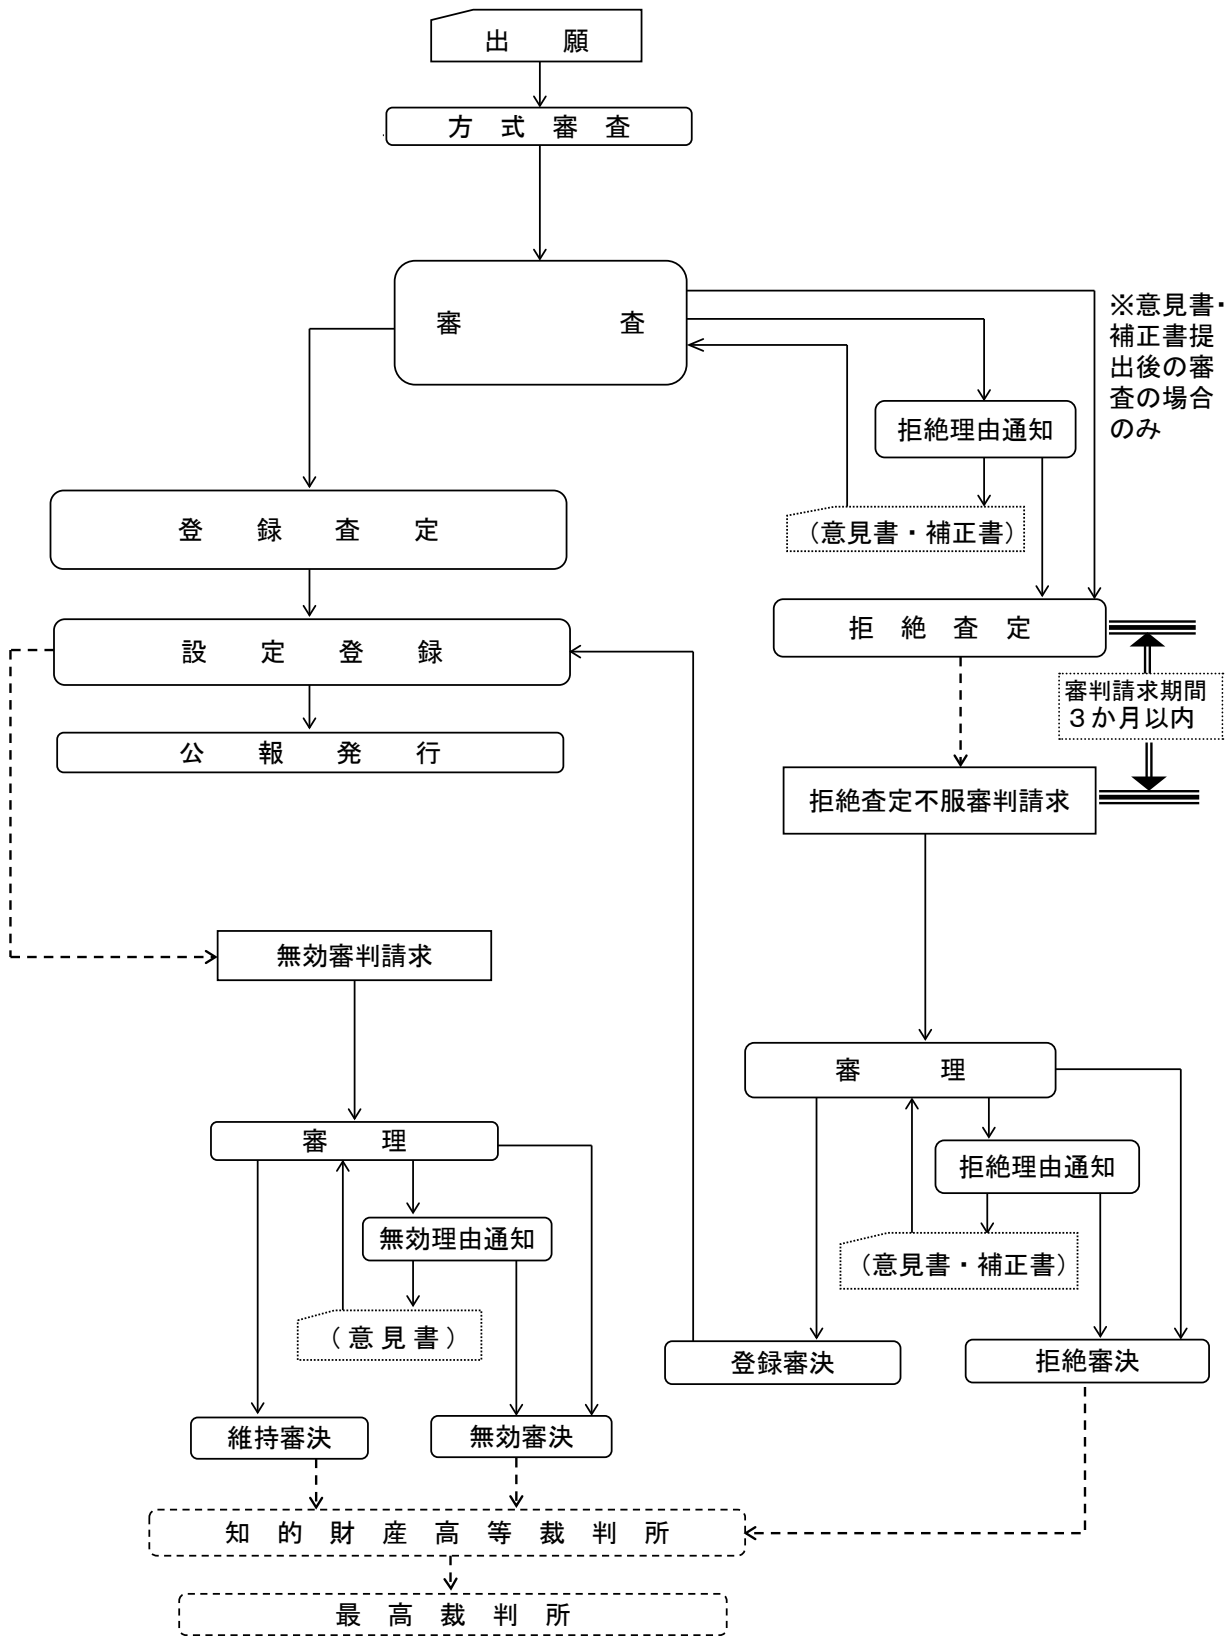 出願
方式審査
審査
※意見書・
補正書提
出後の審
査の場合
のみ
拒絶理由通知
（意見書・補正書）
登録査定
拒絶査定
設定登録
審判請求期間
３か月以内
公報発行
拒絶査定不服審判請求
無効審判請求
審理
審理
拒絶理由通知
無効理由通知
（意見書・補正書）
（意見書）
登録審決
拒絶審決
維持審決
無効審決
知的財産高等裁判所
最高裁判所